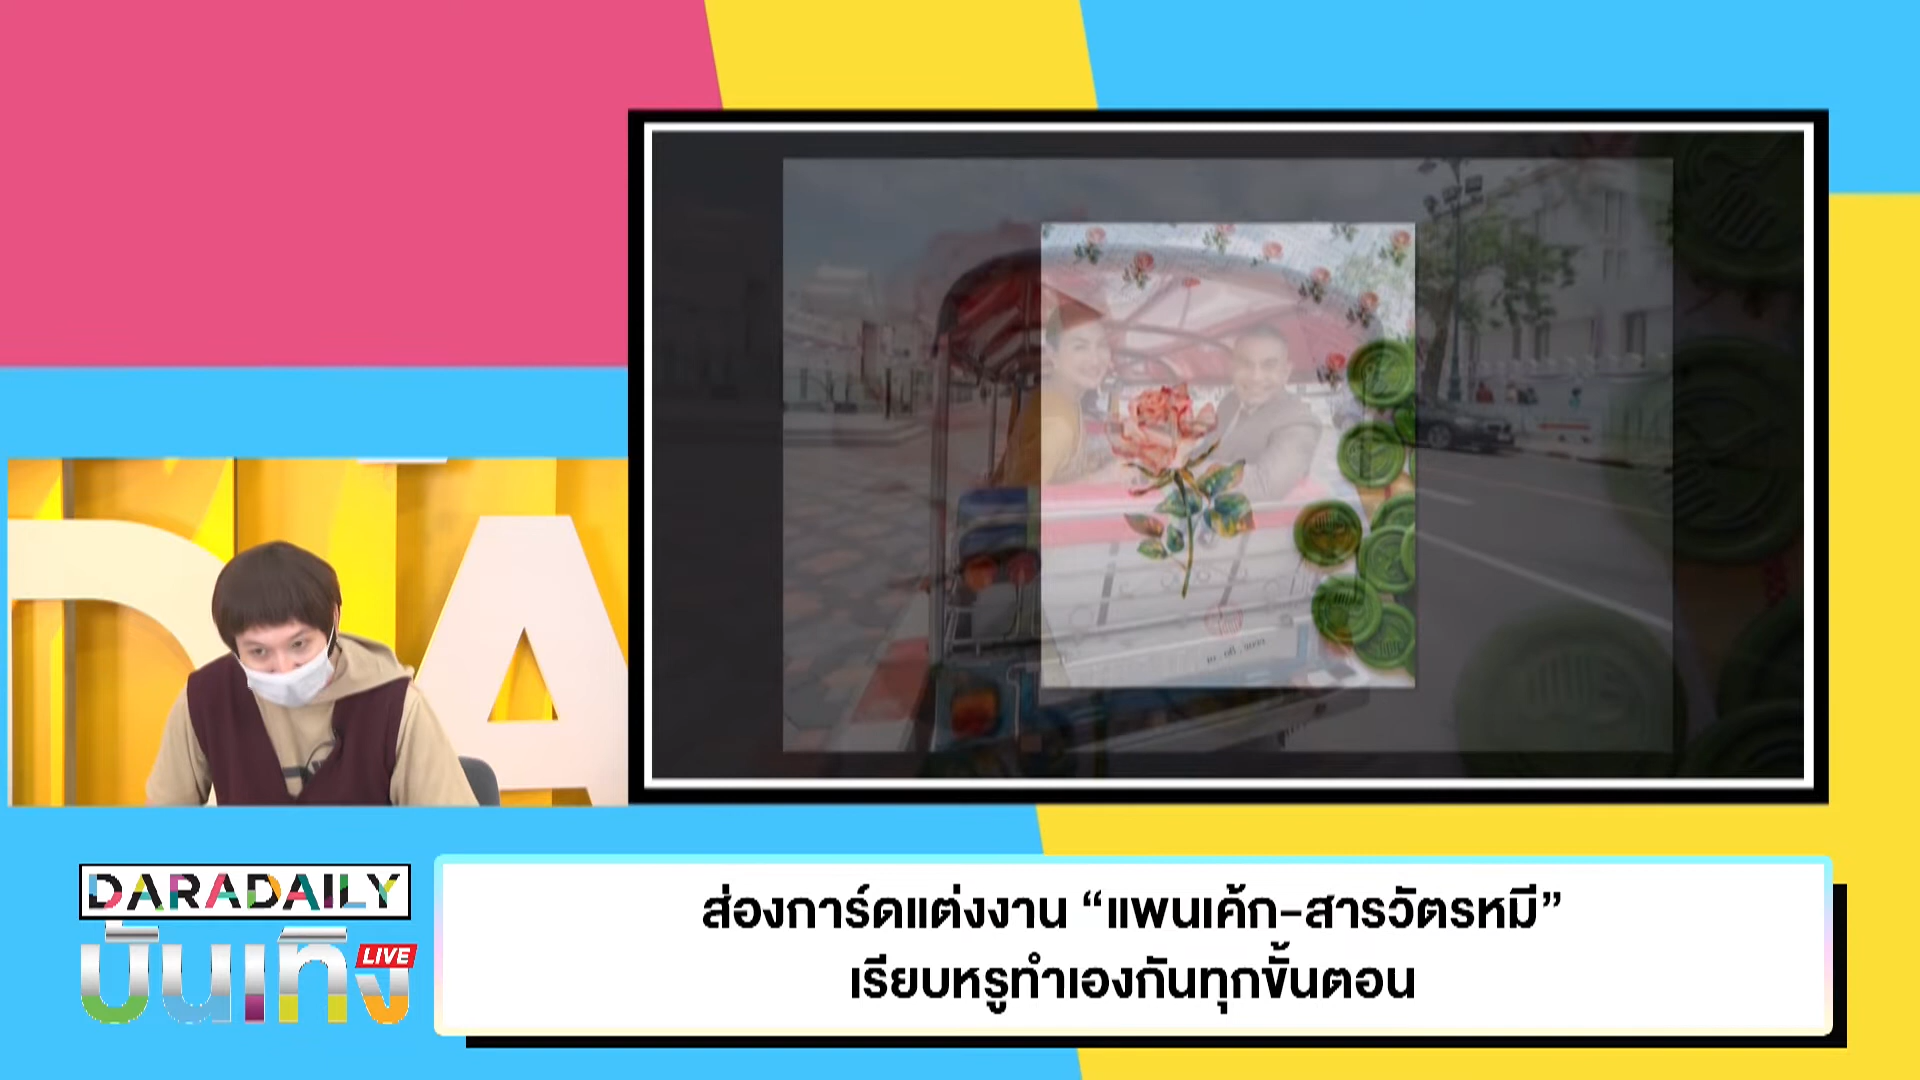 DARADAILY
บันเทิง
LIVE
ส่องการ์ดแต่งงาน “แพนเค้ก-สารวัตรหมี”
เรียบหรูทำเองกันทุกขั้นตอน